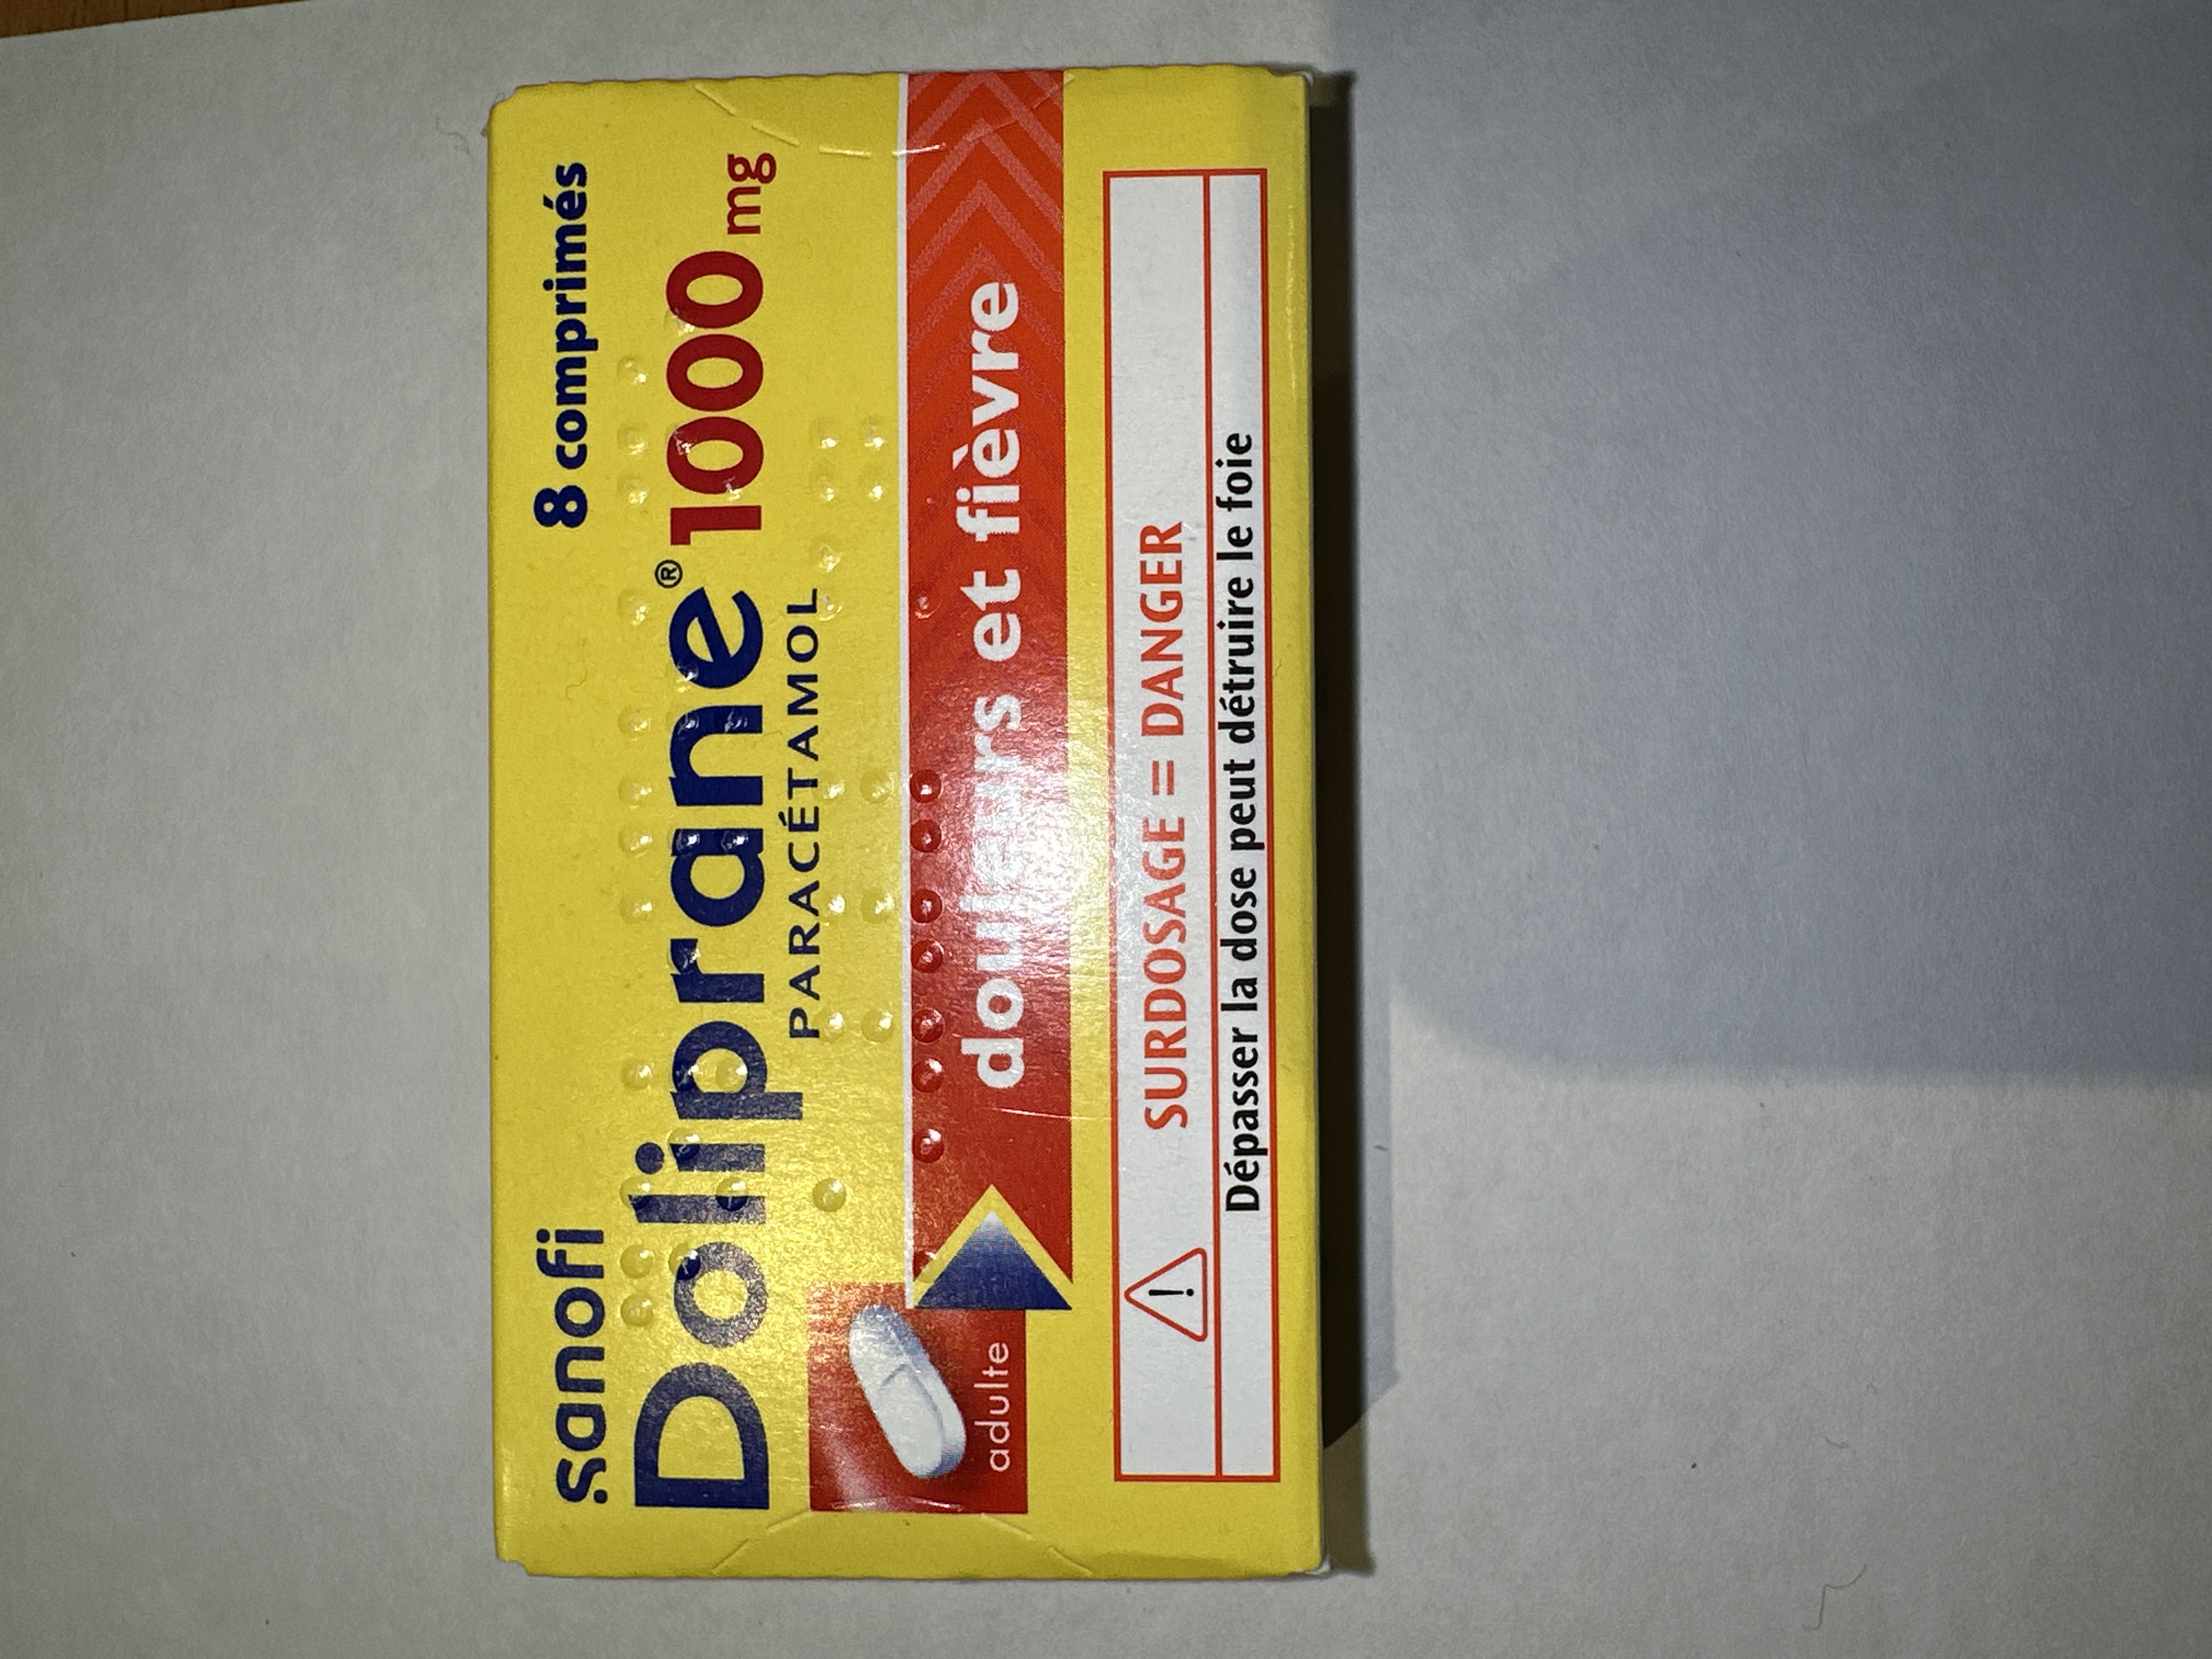 sanofi
8 comprimés
Doliprane® 1000 mg
PARACÉTAMOL
adulte
douleurs et fièvre
SURDOSAGE = DANGER
Dépasser la dose peut détruire le foie